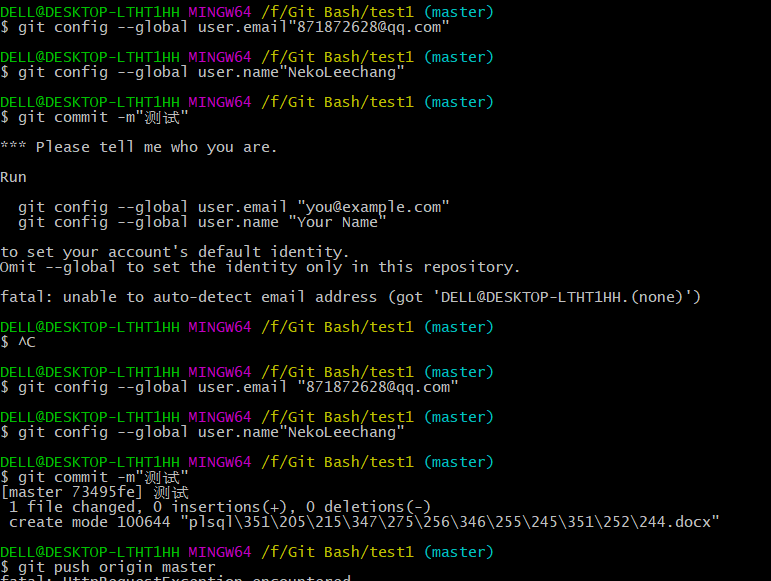 DELL@DESKTOP-LTHT1HH MINGW64 /f/Git Bash/test1 (master)
$ git config --global user.email"871872628@qq.com"
DELL@DESKTOP-LTHT1HH MINGW64 /f/Git Bash/test1 (master)
$ git config --global user.name"NekoLeechang"
DELL@DESKTOP-LTHT1HH MINGW64 /f/Git Bash/test1 (master)
$ git commit -m"测试"
*** Please tell me who you are.
Run
git config --global user.email "you@example.com"
git config --global user.name "Your Name"
to set your account's default identity.
Omit --global to set the identity only in this repository.
fatal: unable to auto-detect email address (got 'DELL@DESKTOP-LTHT1HH.(none)')
DELL@DESKTOP-LTHT1HH MINGW64 /f/Git Bash/test1 (master)
$ ^C
DELL@DESKTOP-LTHT1HH MINGW64 /f/Git Bash/test1 (master)
$ git config --global user.email "871872628@qq.com"
DELL@DESKTOP-LTHT1HH MINGW64 /f/Git Bash/test1 (master)
$ git config --global user.name"NekoLeechang"
DELL@DESKTOP-LTHT1HH MINGW64 /f/Git Bash/test1 (master)
$ git commit -m"测试"
[master 73495fe] 测试
1 file changed, 0 insertions(+), 0 deletions(-)
create mode 100644 "plsql\351\205\215\347\275\256\346\255\245\351\252\244.docx"
DELL@DESKTOP-LTHT1HH MINGW64 /f/Git Bash/test1 (master)
$ git push origin master
fatal: HttpRequestException encountered